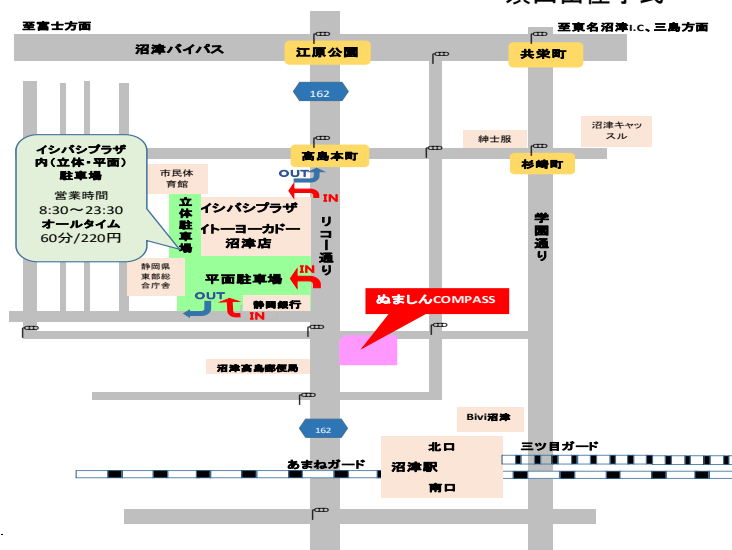 至富士方面
至東名沼津I.C、三島方面
沼津バイパス
江原公園
共栄町
162
紳士服
沼津キャッ
スル
高島本町
杉崎町
イシバシプラザ
内(立体・平面)
駐車場
営業時間
8:30～23:30
オールタイム
60分/220円
市民体
育館
OUT
IN
立体駐車場
イシバシプラザ
イトーヨーカドー
沼津店
リコー通り
学園通り
静岡県
東部総
合庁舎
平面駐車場
IN
OUT
IN
静岡銀行
ぬましんCOMPASS
沼津高島郵便局
Bivi沼津
162
北口
沼津駅
南口
三ツ目ガード
あまねガード